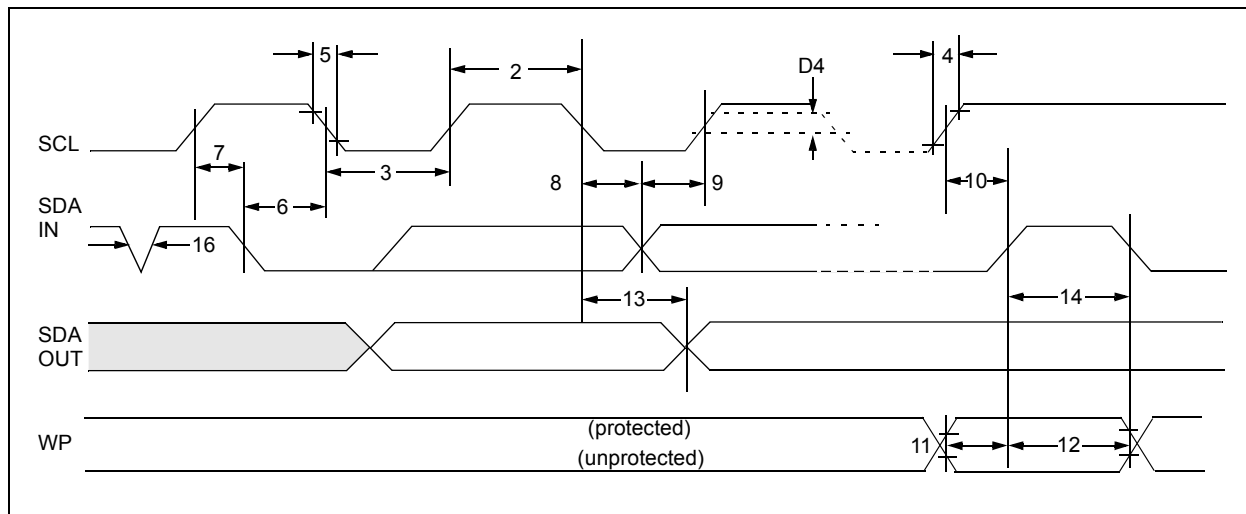 5
2
D4
4
SCL
7
3
8
9
10
SDA
IN
6
16
13
14
SDA
OUT
WP
(protected)
(unprotected)
11
12